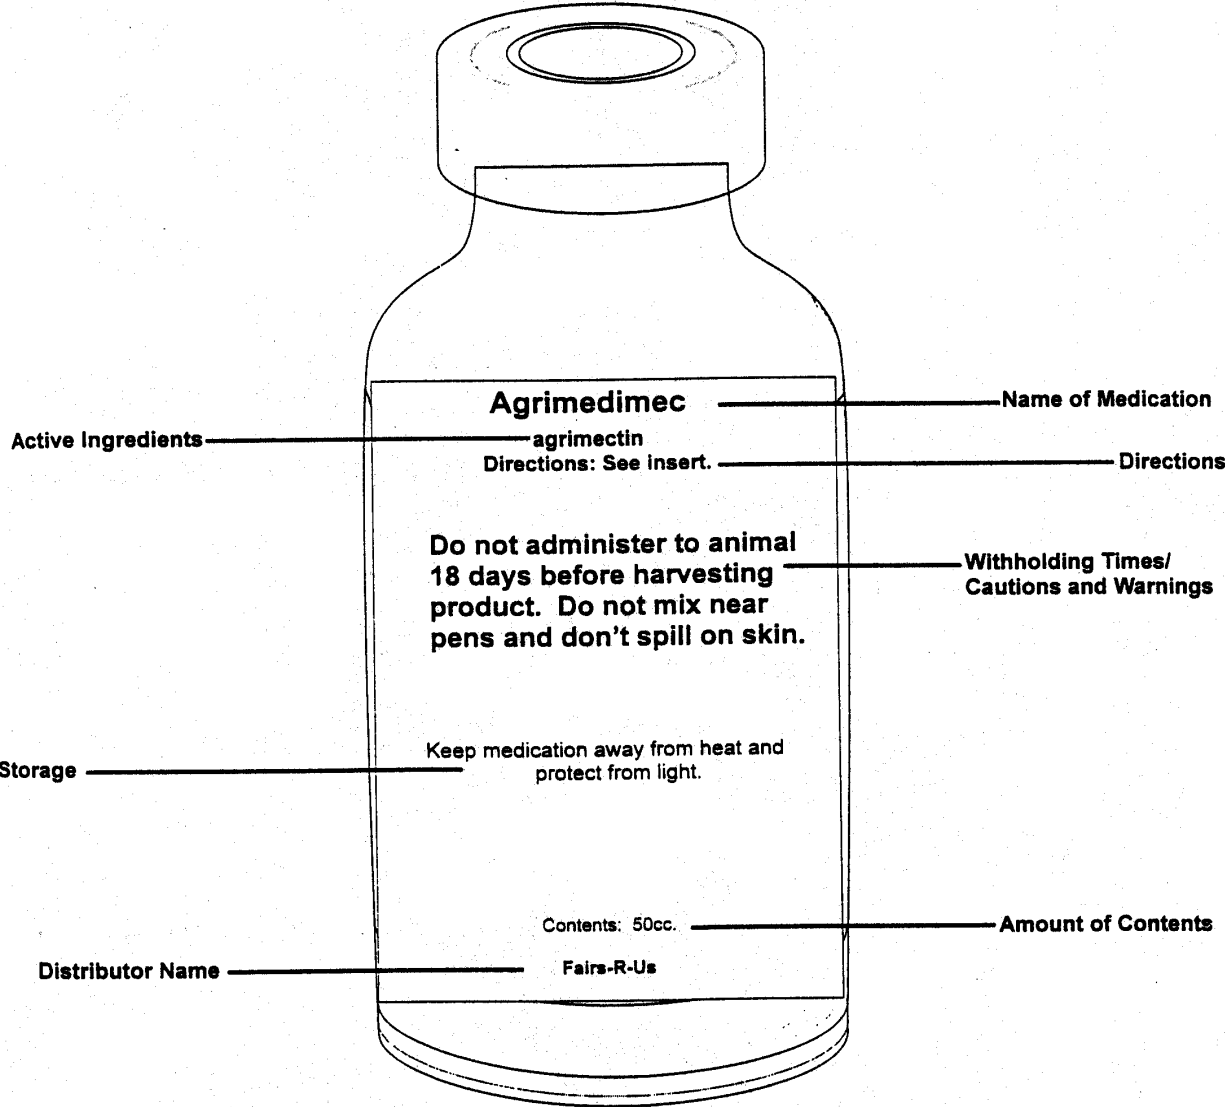 Agrimedimec
Name of Medication
Active Ingredients
agrimectin
Directions: See insert.
Directions
Do not administer to animal
18 days before harvesting
product. Do not mix near
pens and don't spill on skin.
Withholding Times/
Cautions and Warnings
Keep medication away from heat and
protect from light.
Storage
Contents: 50cc.
Amount of Contents
Distributor Name
Fairs-R-Us